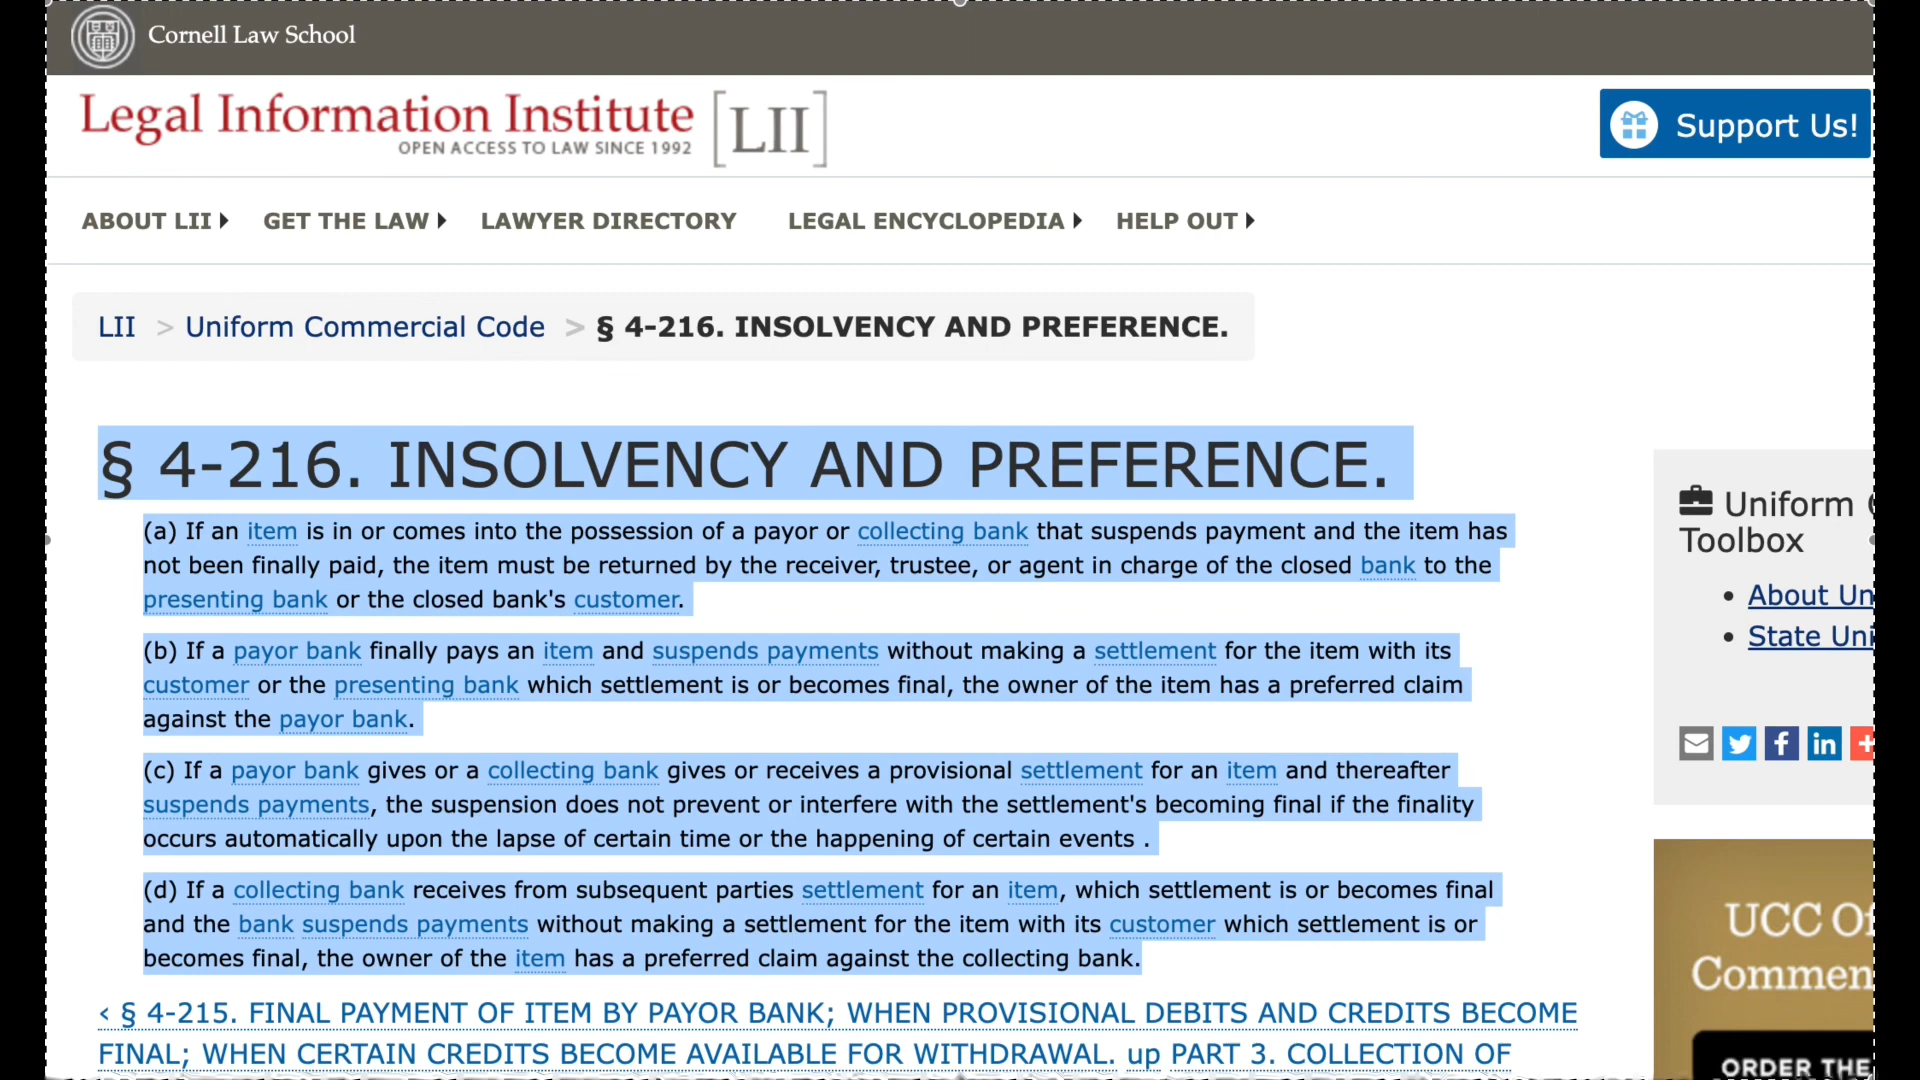 Cornell Law School
Legal Information Institute [LII]
OPEN ACCESS TO LAW SINCE 1992
Support Us!
ABOUT LII GET THE LAW LAWYER DIRECTORY LEGAL ENCYCLOPEDIA HELP OUT
LII > Uniform Commercial Code > § 4-216. INSOLVENCY AND PREFERENCE.
§ 4-216. INSOLVENCY AND PREFERENCE.
(a) If an item is in or comes into the possession of a payor or collecting bank that suspends payment and the item has
not been finally paid, the item must be returned by the receiver, trustee, or agent in charge of the closed bank to the
presenting bank or the closed bank's customer.
(b) If a payor bank finally pays an item and suspends payments without making a settlement for the item with its
customer or the presenting bank which settlement is or becomes final, the owner of the item has a preferred claim
against the payor bank.
(c) If a payor bank gives or a collecting bank gives or receives a provisional settlement for an item and thereafter
suspends payments, the suspension does not prevent or interfere with the settlement's becoming final if the finality
occurs automatically upon the lapse of certain time or the happening of certain events .
(d) If a collecting bank receives from subsequent parties settlement for an item, which settlement is or becomes final
and the bank suspends payments without making a settlement for the item with its customer which settlement is or
becomes final, the owner of the item has a preferred claim against the collecting bank.
‹ § 4-215. FINAL PAYMENT OF ITEM BY PAYOR BANK; WHEN PROVISIONAL DEBITS AND CREDITS BECOME
FINAL; WHEN CERTAIN CREDITS BECOME AVAILABLE FOR WITHDRAWAL. up PART 3. COLLECTION OF
Uniform
Toolbox
• About Un
• State Uni
UCC Of
Commen
ORDER THE